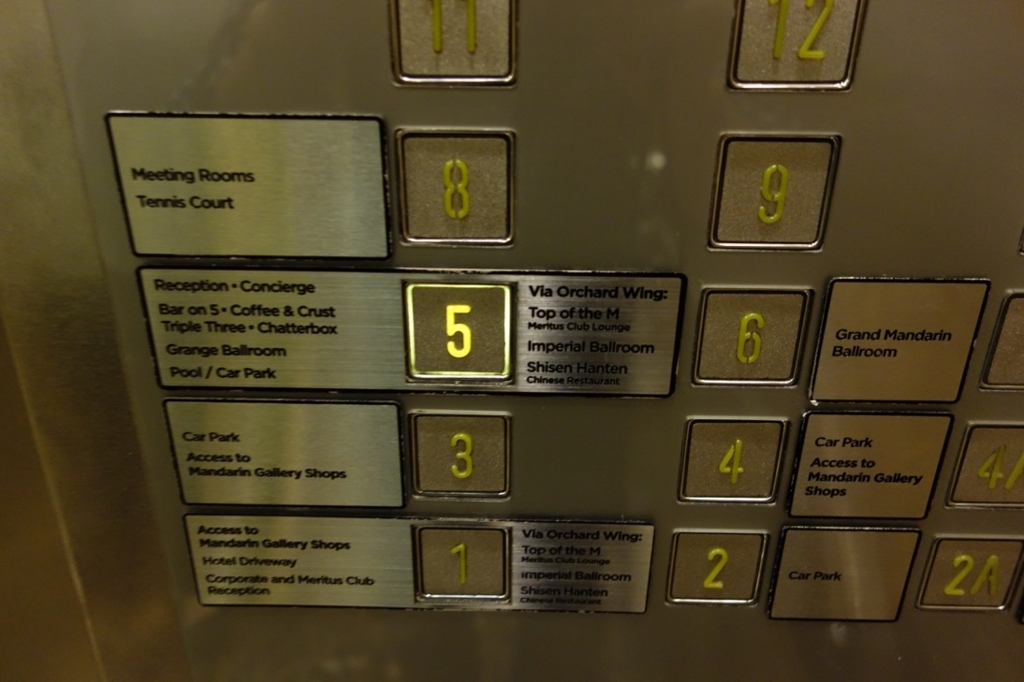 11
12
Meeting Rooms
Tennis Court
8
9
Reception • Concierge
Bar on 5 • Coffee & Crust
Triple Three • Chatterbox
Grange Ballroom
Pool / Car Park
5
Via Orchard Wing:
Top of the M
Meritus Club Lounge
Imperial Ballroom
Shisen Hanten
Chinese Restaurant
6
Grand Mandarin
Ballroom
Car Park
Access to
Mandarin Gallery Shops
3
4
Car Park
Access to
Mandarin Gallery
Shops
4A
Access to
Mandarin Gallery Shops
Hotel Driveway
Corporate and Meritus Club
Reception
1
Via Orchard Wing:
Top of the M
Meritus Club Lounge
Imperial Ballroom
Shisen Hanten
Chinese Restaurant
2
Car Park
2A